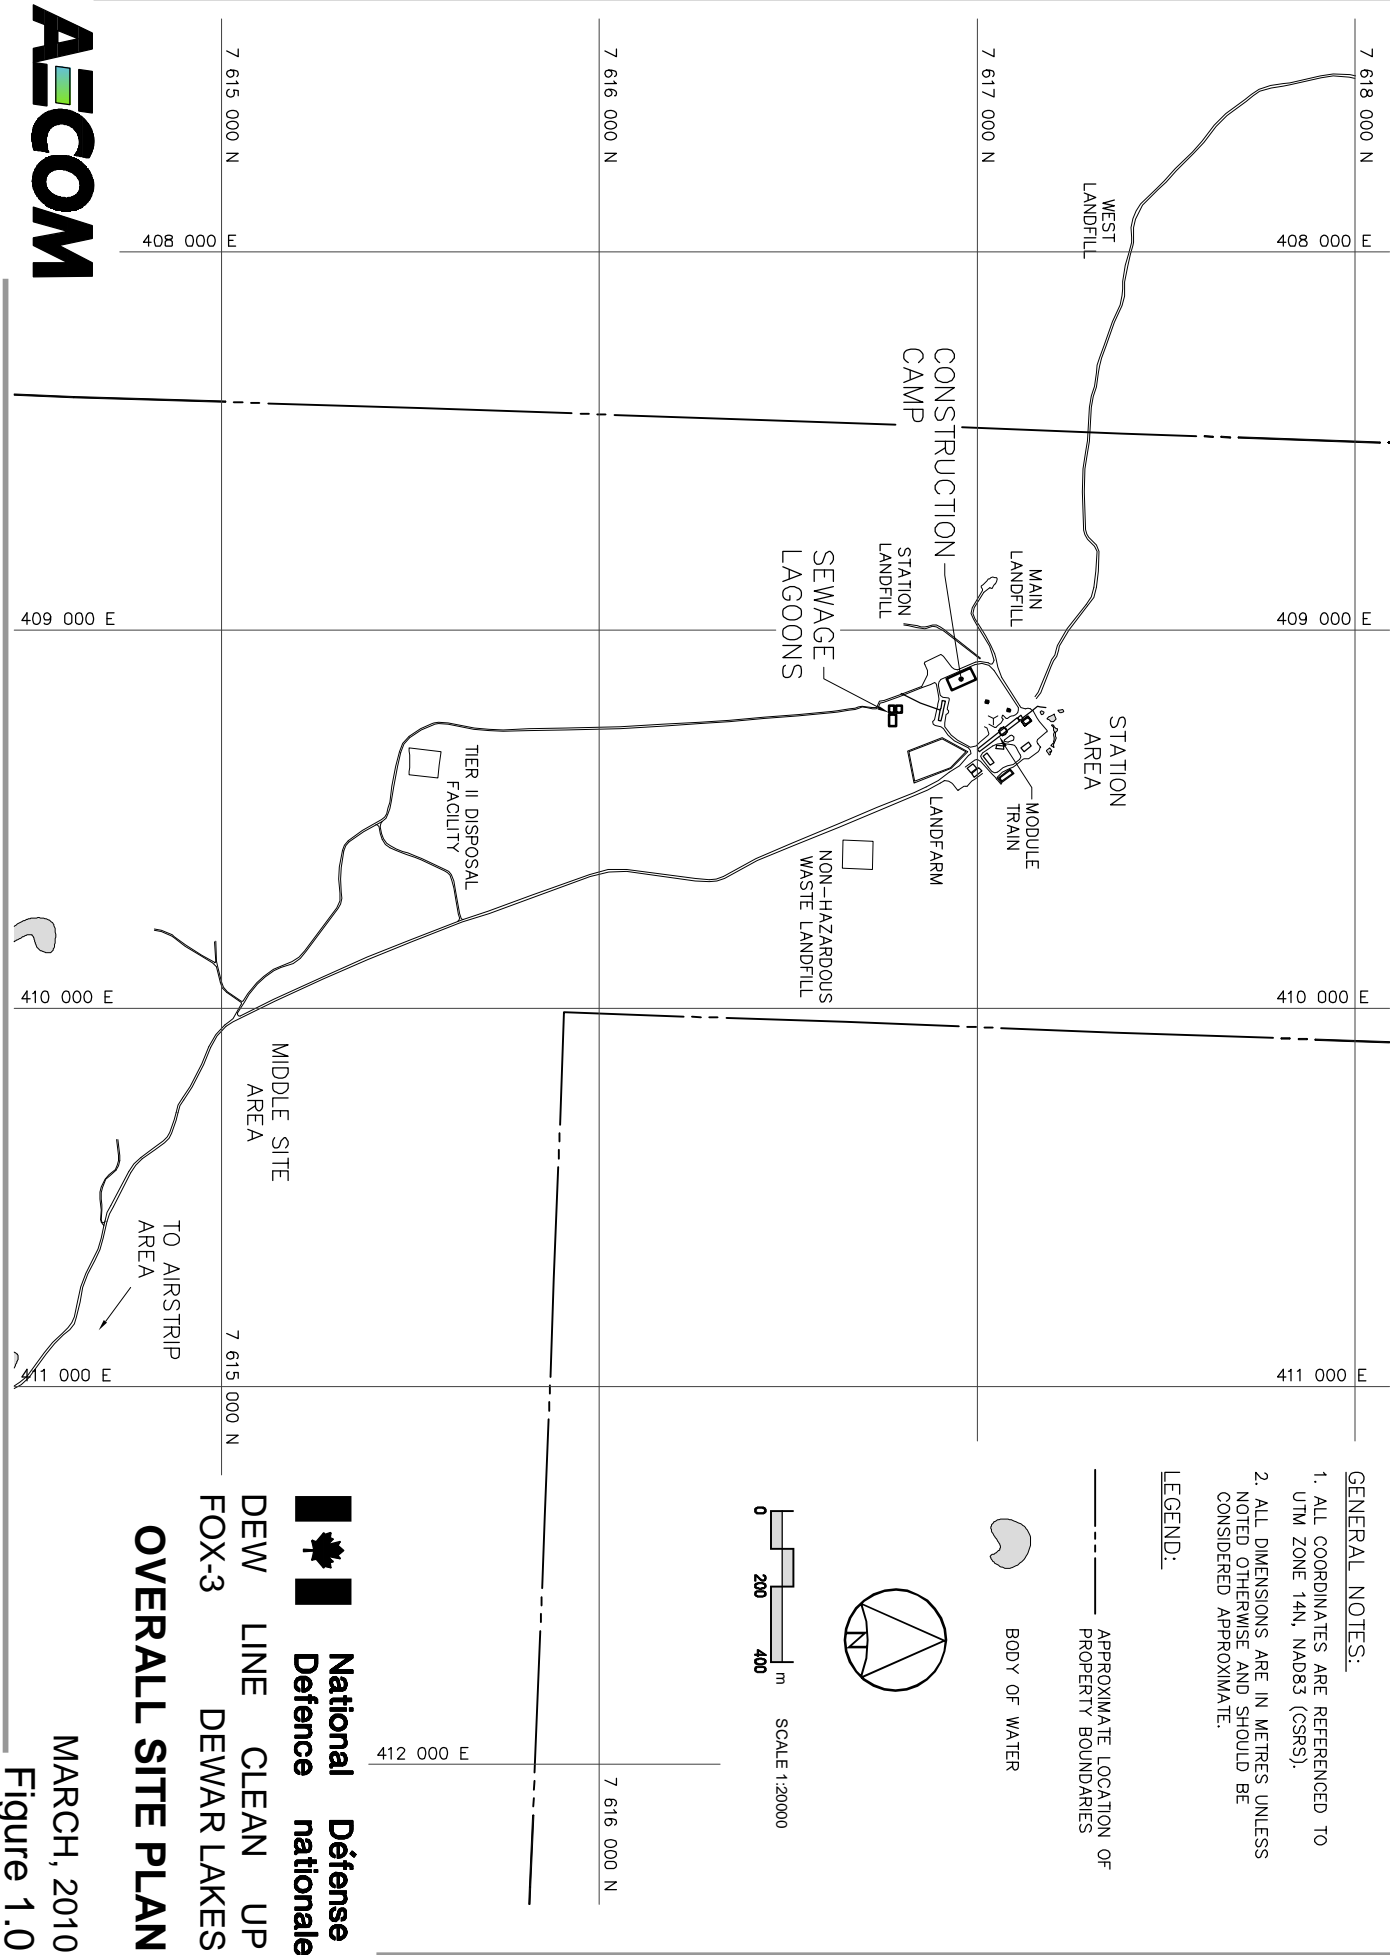 7 618 000 N
7 617 000 N
7 616 000 N
7 615 000 N
408 000 E
408 000 E
409 000 E
409 000 E
410 000 E
410 000 E
411 000 E
411 000 E
412 000 E
7 615 000 N
7 616 000 N
WEST
LANDFILL
CONSTRUCTION
CAMP
MAIN
LANDFILL
STATION
LANDFILL
SEWAGE
LAGOONS
STATION
AREA
MODULE
TRAIN
LANDFARM
NON-HAZARDOUS
WASTE LANDFILL
TIER II DISPOSAL
FACILITY
MIDDLE SITE
AREA
TO AIRSTRIP
AREA
GENERAL NOTES:
1. ALL COORDINATES ARE REFERENCED TO
UTM ZONE 14N, NAD83 (CSRS).
2. ALL DIMENSIONS ARE IN METRES UNLESS
NOTED OTHERWISE AND SHOULD BE
CONSIDERED APPROXIMATE.
LEGEND:
APPROXIMATE LOCATION OF
PROPERTY BOUNDARIES
BODY OF WATER
N
0 200 400 m SCALE 1:20000
National Défense
Defence nationale
DEW LINE CLEAN UP
FOX-3 DEWAR LAKES
OVERALL SITE PLAN
MARCH, 2010
Figure 1.0
AECOM